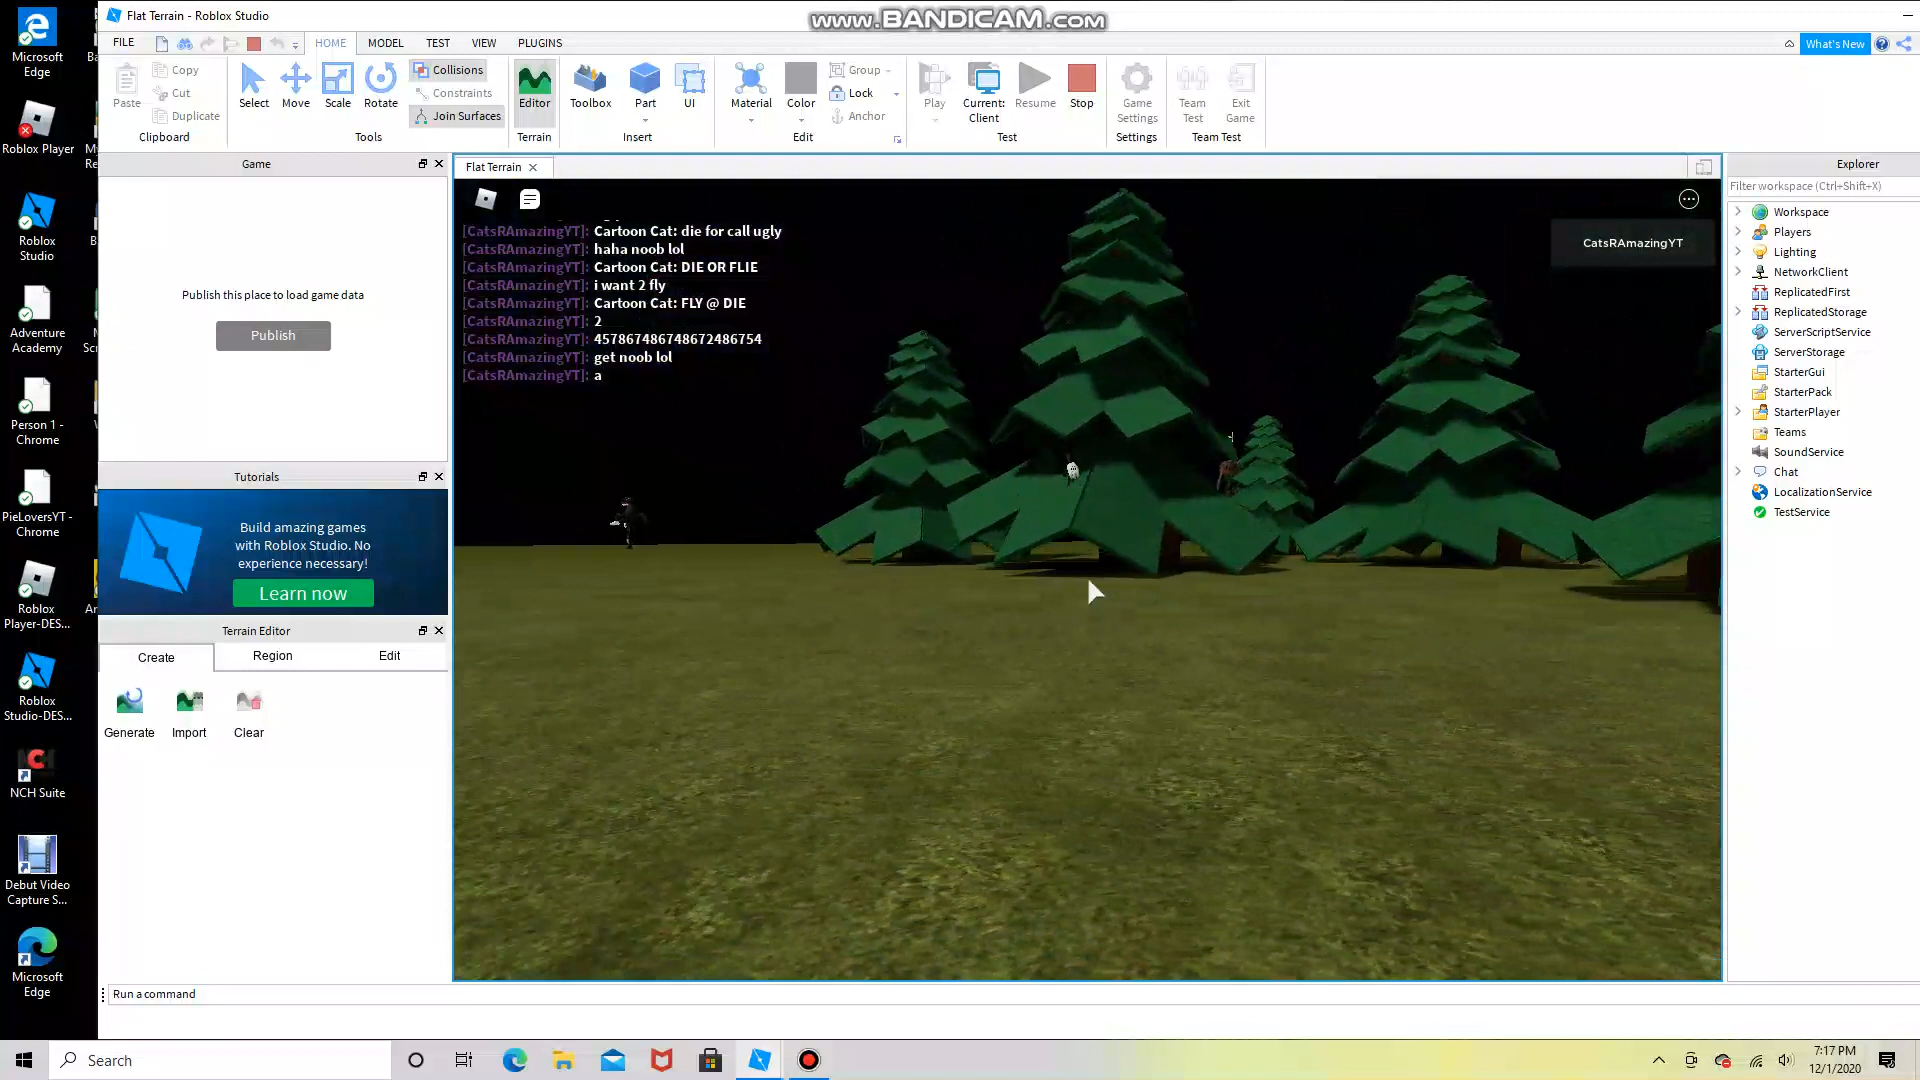 Flat Terrain - Roblox Studio
www.BANDICAM.com
FILE
HOME
MODEL
TEST
VIEW
PLUGINS
What's New
Paste
Copy
Cut
Duplicate
Clipboard
Select
Move
Scale
Rotate
Tools
Collisions
Constraints
Join Surfaces
Editor
Terrain
Toolbox
Part
UI
Insert
Material
Color
Group
Lock
Anchor
Edit
Play
Current:
Client
Resume
Stop
Test
Game
Settings
Settings
Team
Test
Exit
Game
Team Test
Microsoft
Edge
Roblox Player
Roblox
Studio
Adventure
Academy
Person 1 -
Chrome
PieLoversYT -
Chrome
Roblox
Player-DES...
Roblox
Studio-DES...
NCH Suite
Debut Video
Capture S...
Microsoft
Edge
Game
Publish this place to load game data
Publish
Tutorials
Build amazing games
with Roblox Studio. No
experience necessary!
Learn now
Terrain Editor
Create
Region
Edit
Generate
Import
Clear
Flat Terrain
[CatsRAmazingYT]: Cartoon Cat: die for call ugly
[CatsRAmazingYT]: haha noob lol
[CatsRAmazingYT]: Cartoon Cat: DIE OR FLIE
[CatsRAmazingYT]: i want 2 fly
[CatsRAmazingYT]: Cartoon Cat: FLY @ DIE
[CatsRAmazingYT]: 2
[CatsRAmazingYT]: 457867486748672486754
[CatsRAmazingYT]: get noob lol
[CatsRAmazingYT]: a
CatsRAmazingYT
Explorer
Filter workspace (Ctrl+Shift+X)
Workspace
Players
Lighting
NetworkClient
ReplicatedFirst
ReplicatedStorage
ServerScriptService
ServerStorage
StarterGui
StarterPack
StarterPlayer
Teams
SoundService
Chat
LocalizationService
TestService
Run a command
Search
7:17 PM
12/1/2020